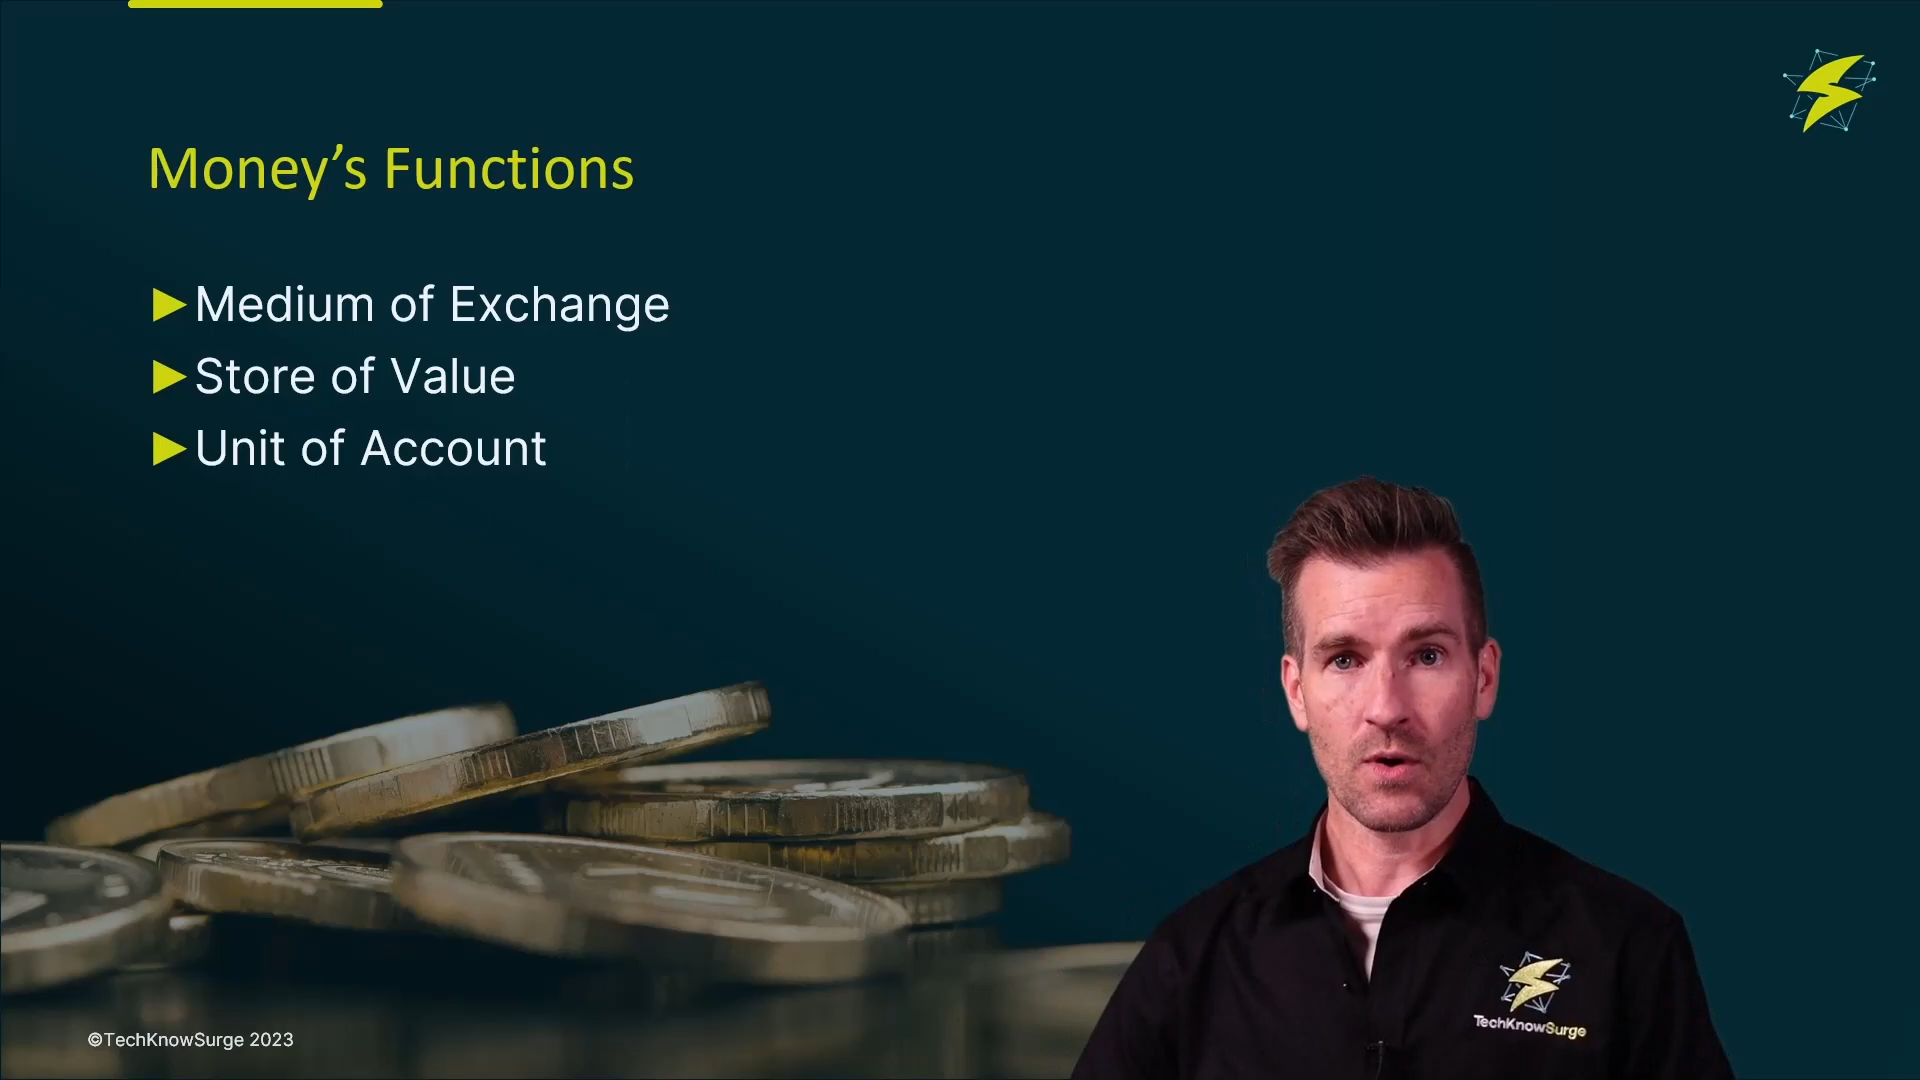 Money’s Functions
►Medium of Exchange
►Store of Value
►Unit of Account
TechKnowSurge
©TechKnowSurge 2023